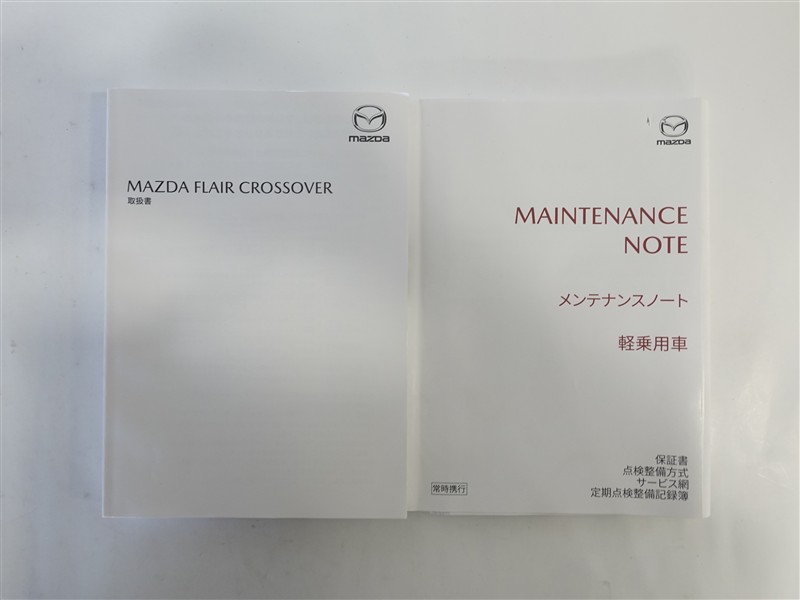 mazda
MAZDA FLAIR CROSSOVER
取扱書
mazda
MAINTENANCE
NOTE
メンテナンスノート
軽乗用車
保証書
点検整備方式
サービス網
定期点検整備記録簿
常時携行